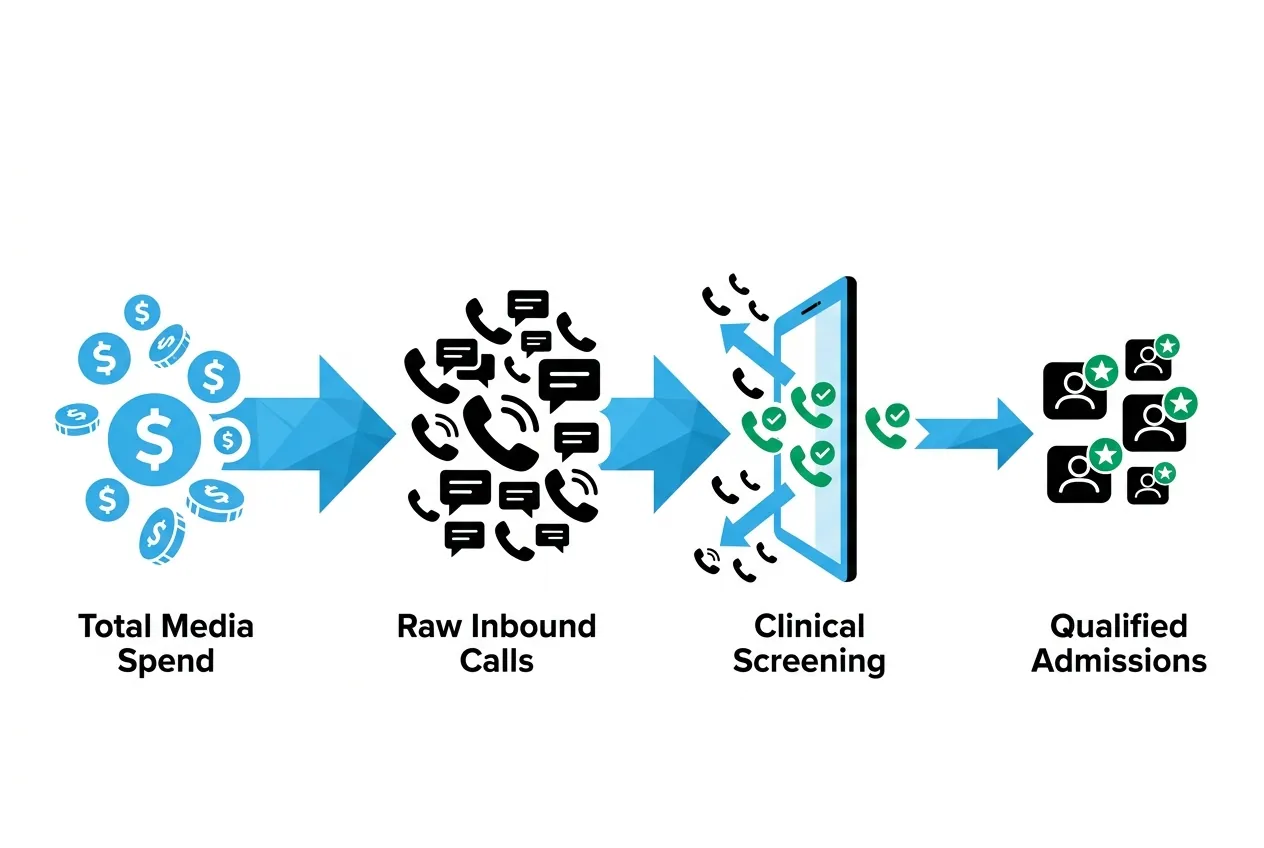 Total Media
Spend
Raw Inbound
Calls
Clinical
Screening
Qualified
Admissions